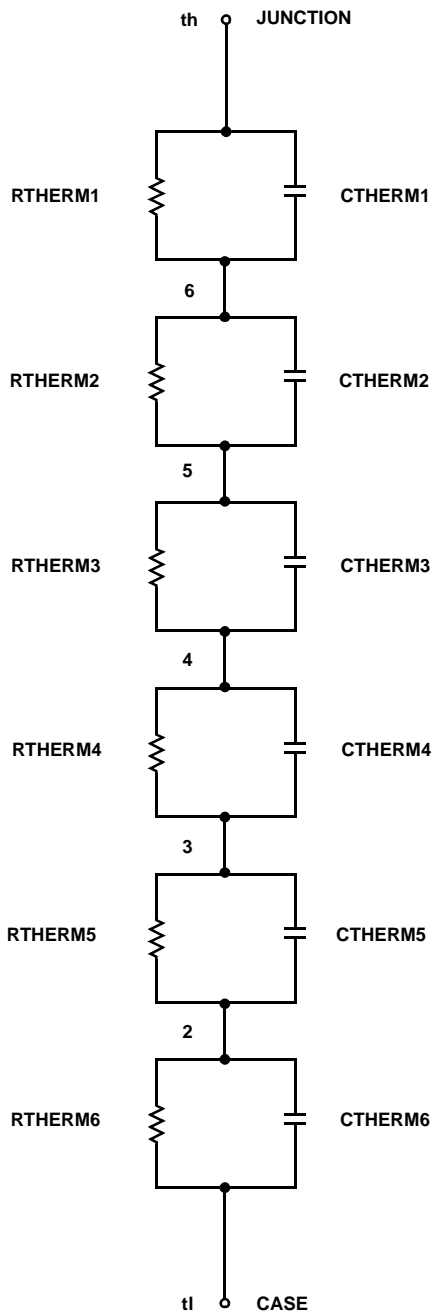 th JUNCTION
RTHERM1 CTHERM1
6
RTHERM2 CTHERM2
5
RTHERM3 CTHERM3
4
RTHERM4 CTHERM4
3
RTHERM5 CTHERM5
2
RTHERM6 CTHERM6
tl CASE